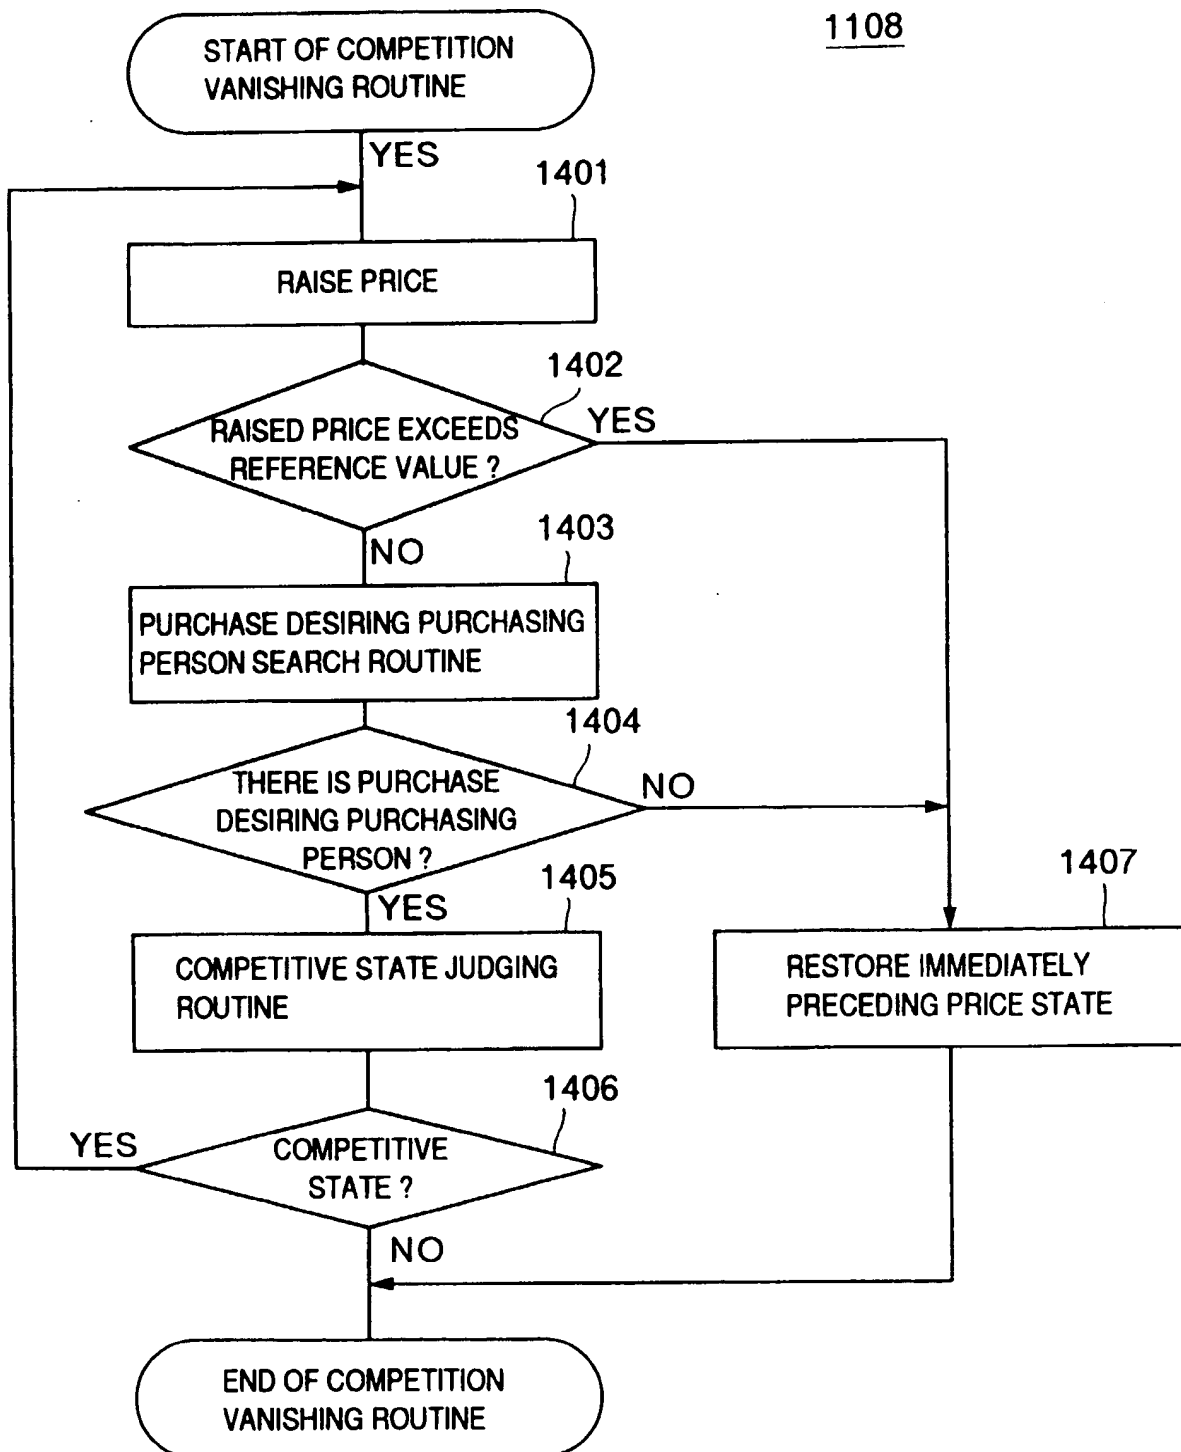 1108
START OF COMPETITION
VANISHING ROUTINE
YES
1401
RAISE PRICE
1402
RAISED PRICE EXCEEDS
REFERENCE VALUE ?
YES
NO
1403
PURCHASE DESIRING PURCHASING
PERSON SEARCH ROUTINE
1404
THERE IS PURCHASE
DESIRING PURCHASING
PERSON ?
NO
YES
1405
COMPETITIVE STATE JUDGING
ROUTINE
1407
RESTORE IMMEDIATELY
PRECEDING PRICE STATE
1406
COMPETITIVE
STATE ?
YES
NO
END OF COMPETITION
VANISHING ROUTINE